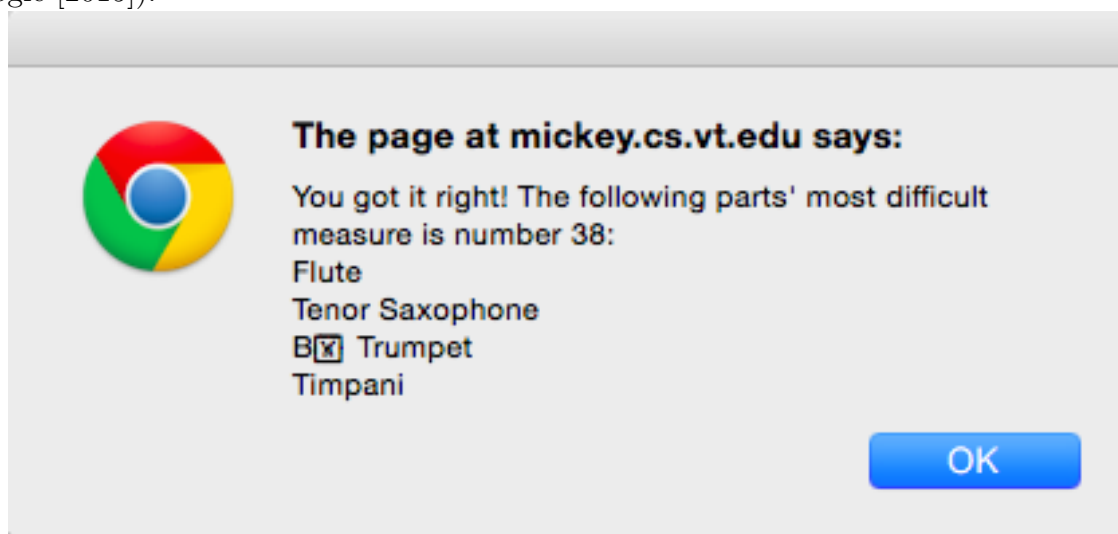 The page at mickey.cs.vt.edu says:
You got it right! The following parts' most difficult
measure is number 38:
Flute
Tenor Saxophone
B Trumpet
Timpani
OK